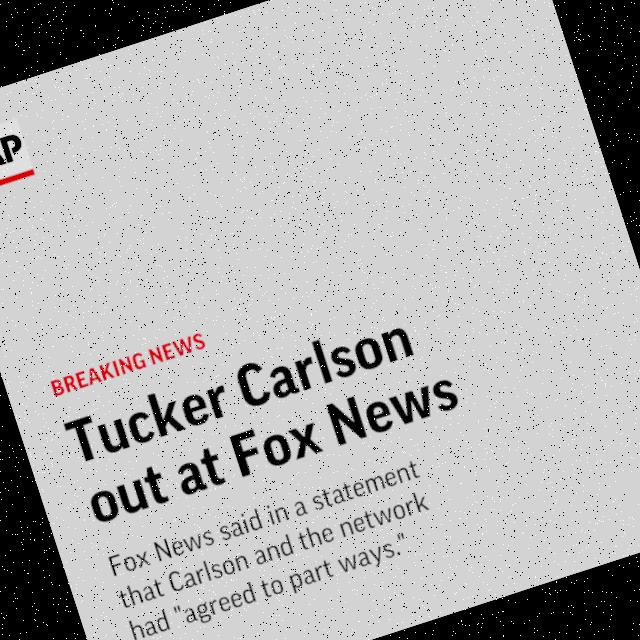 AP
BREAKING NEWS
Tucker Carlson
out at Fox News
Fox News said in a statement
that Carlson and the network
had "agreed to part ways."